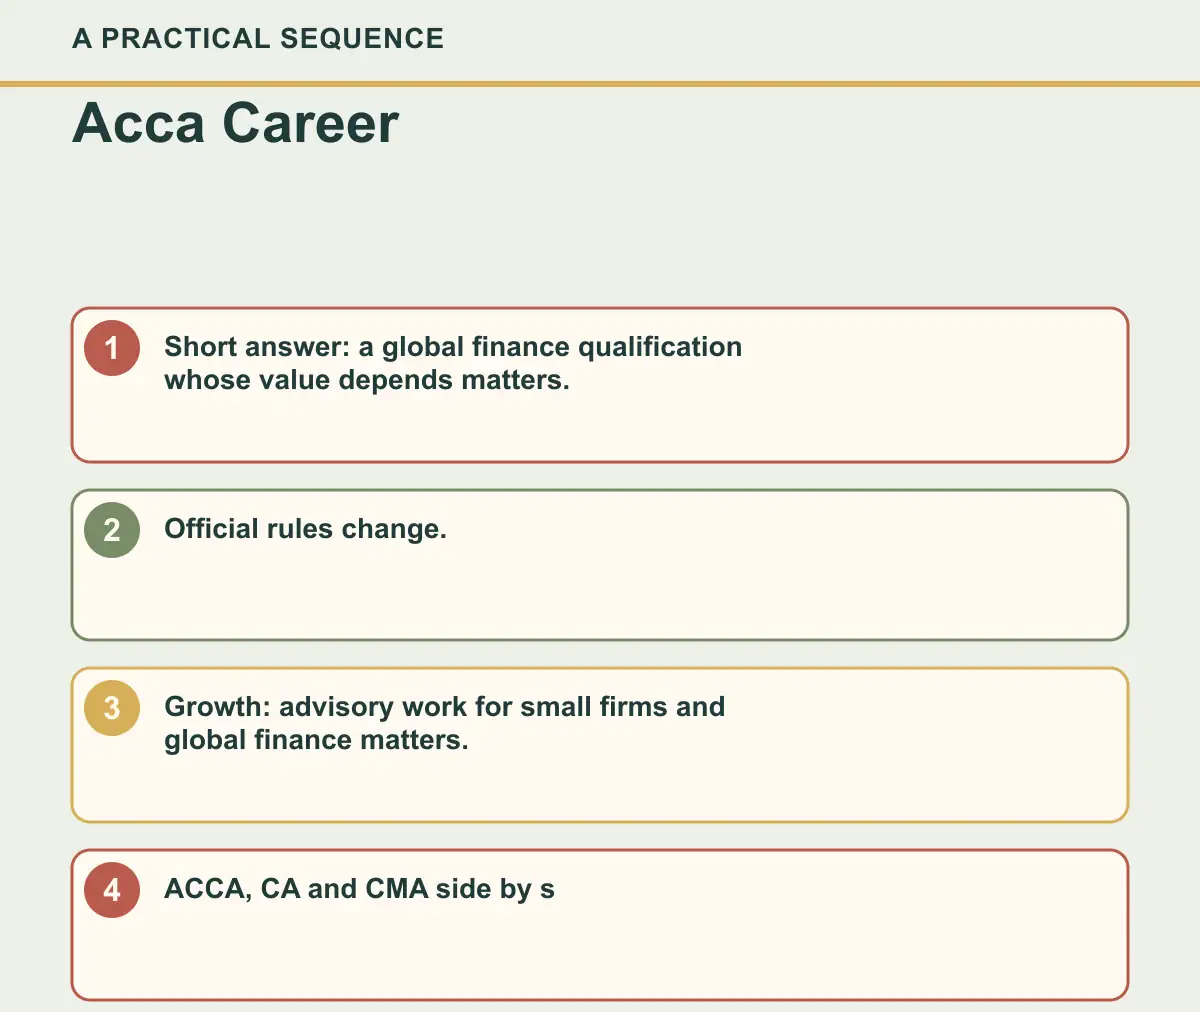 A PRACTICAL SEQUENCE
Acca Career
1
Short answer: a global finance qualification
whose value depends matters.
2
Official rules change.
3
Growth: advisory work for small firms and
global finance matters.
4
ACCA, CA and CMA side by s